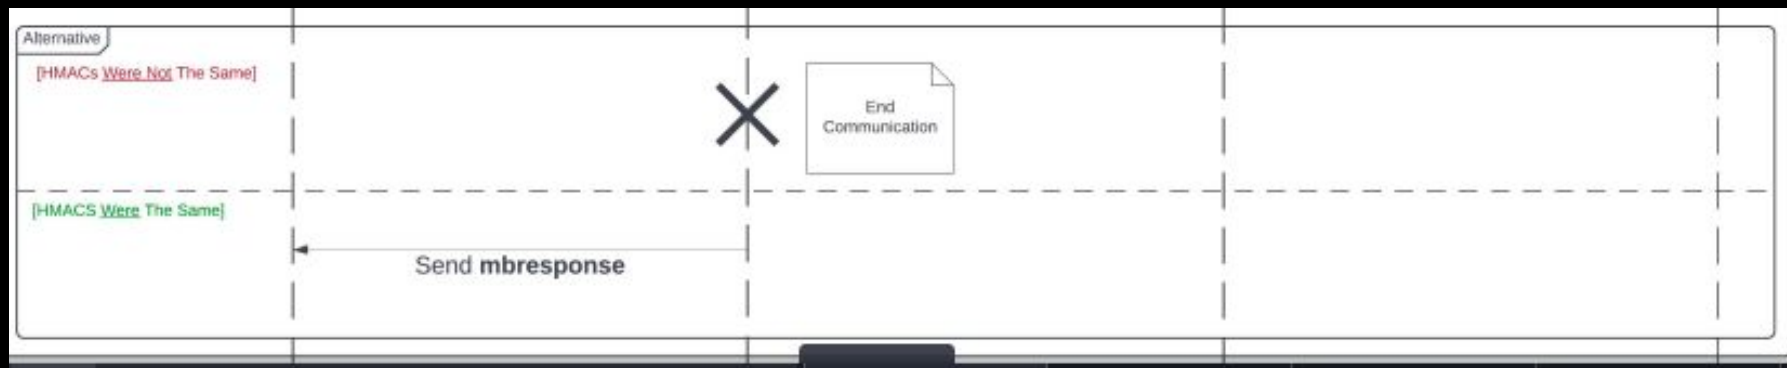 Alternative
[HMACs Were Not The Same]
End
Communication
[HMACS Were The Same]
Send mbresponse